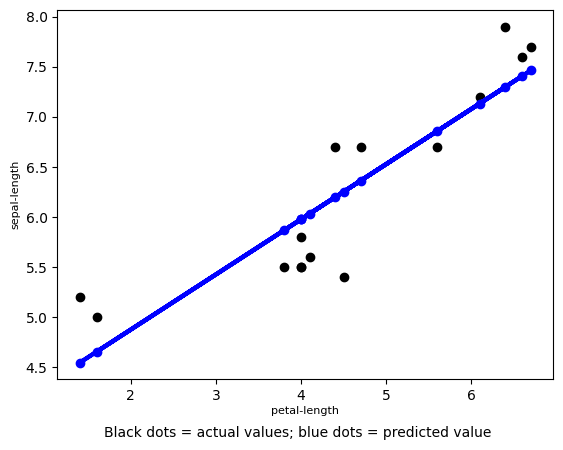 8.0
7.5
7.0
6.5
6.0
5.5
5.0
4.5
sepal-length
2 3 4 5 6
petal-length
Black dots = actual values; blue dots = predicted value